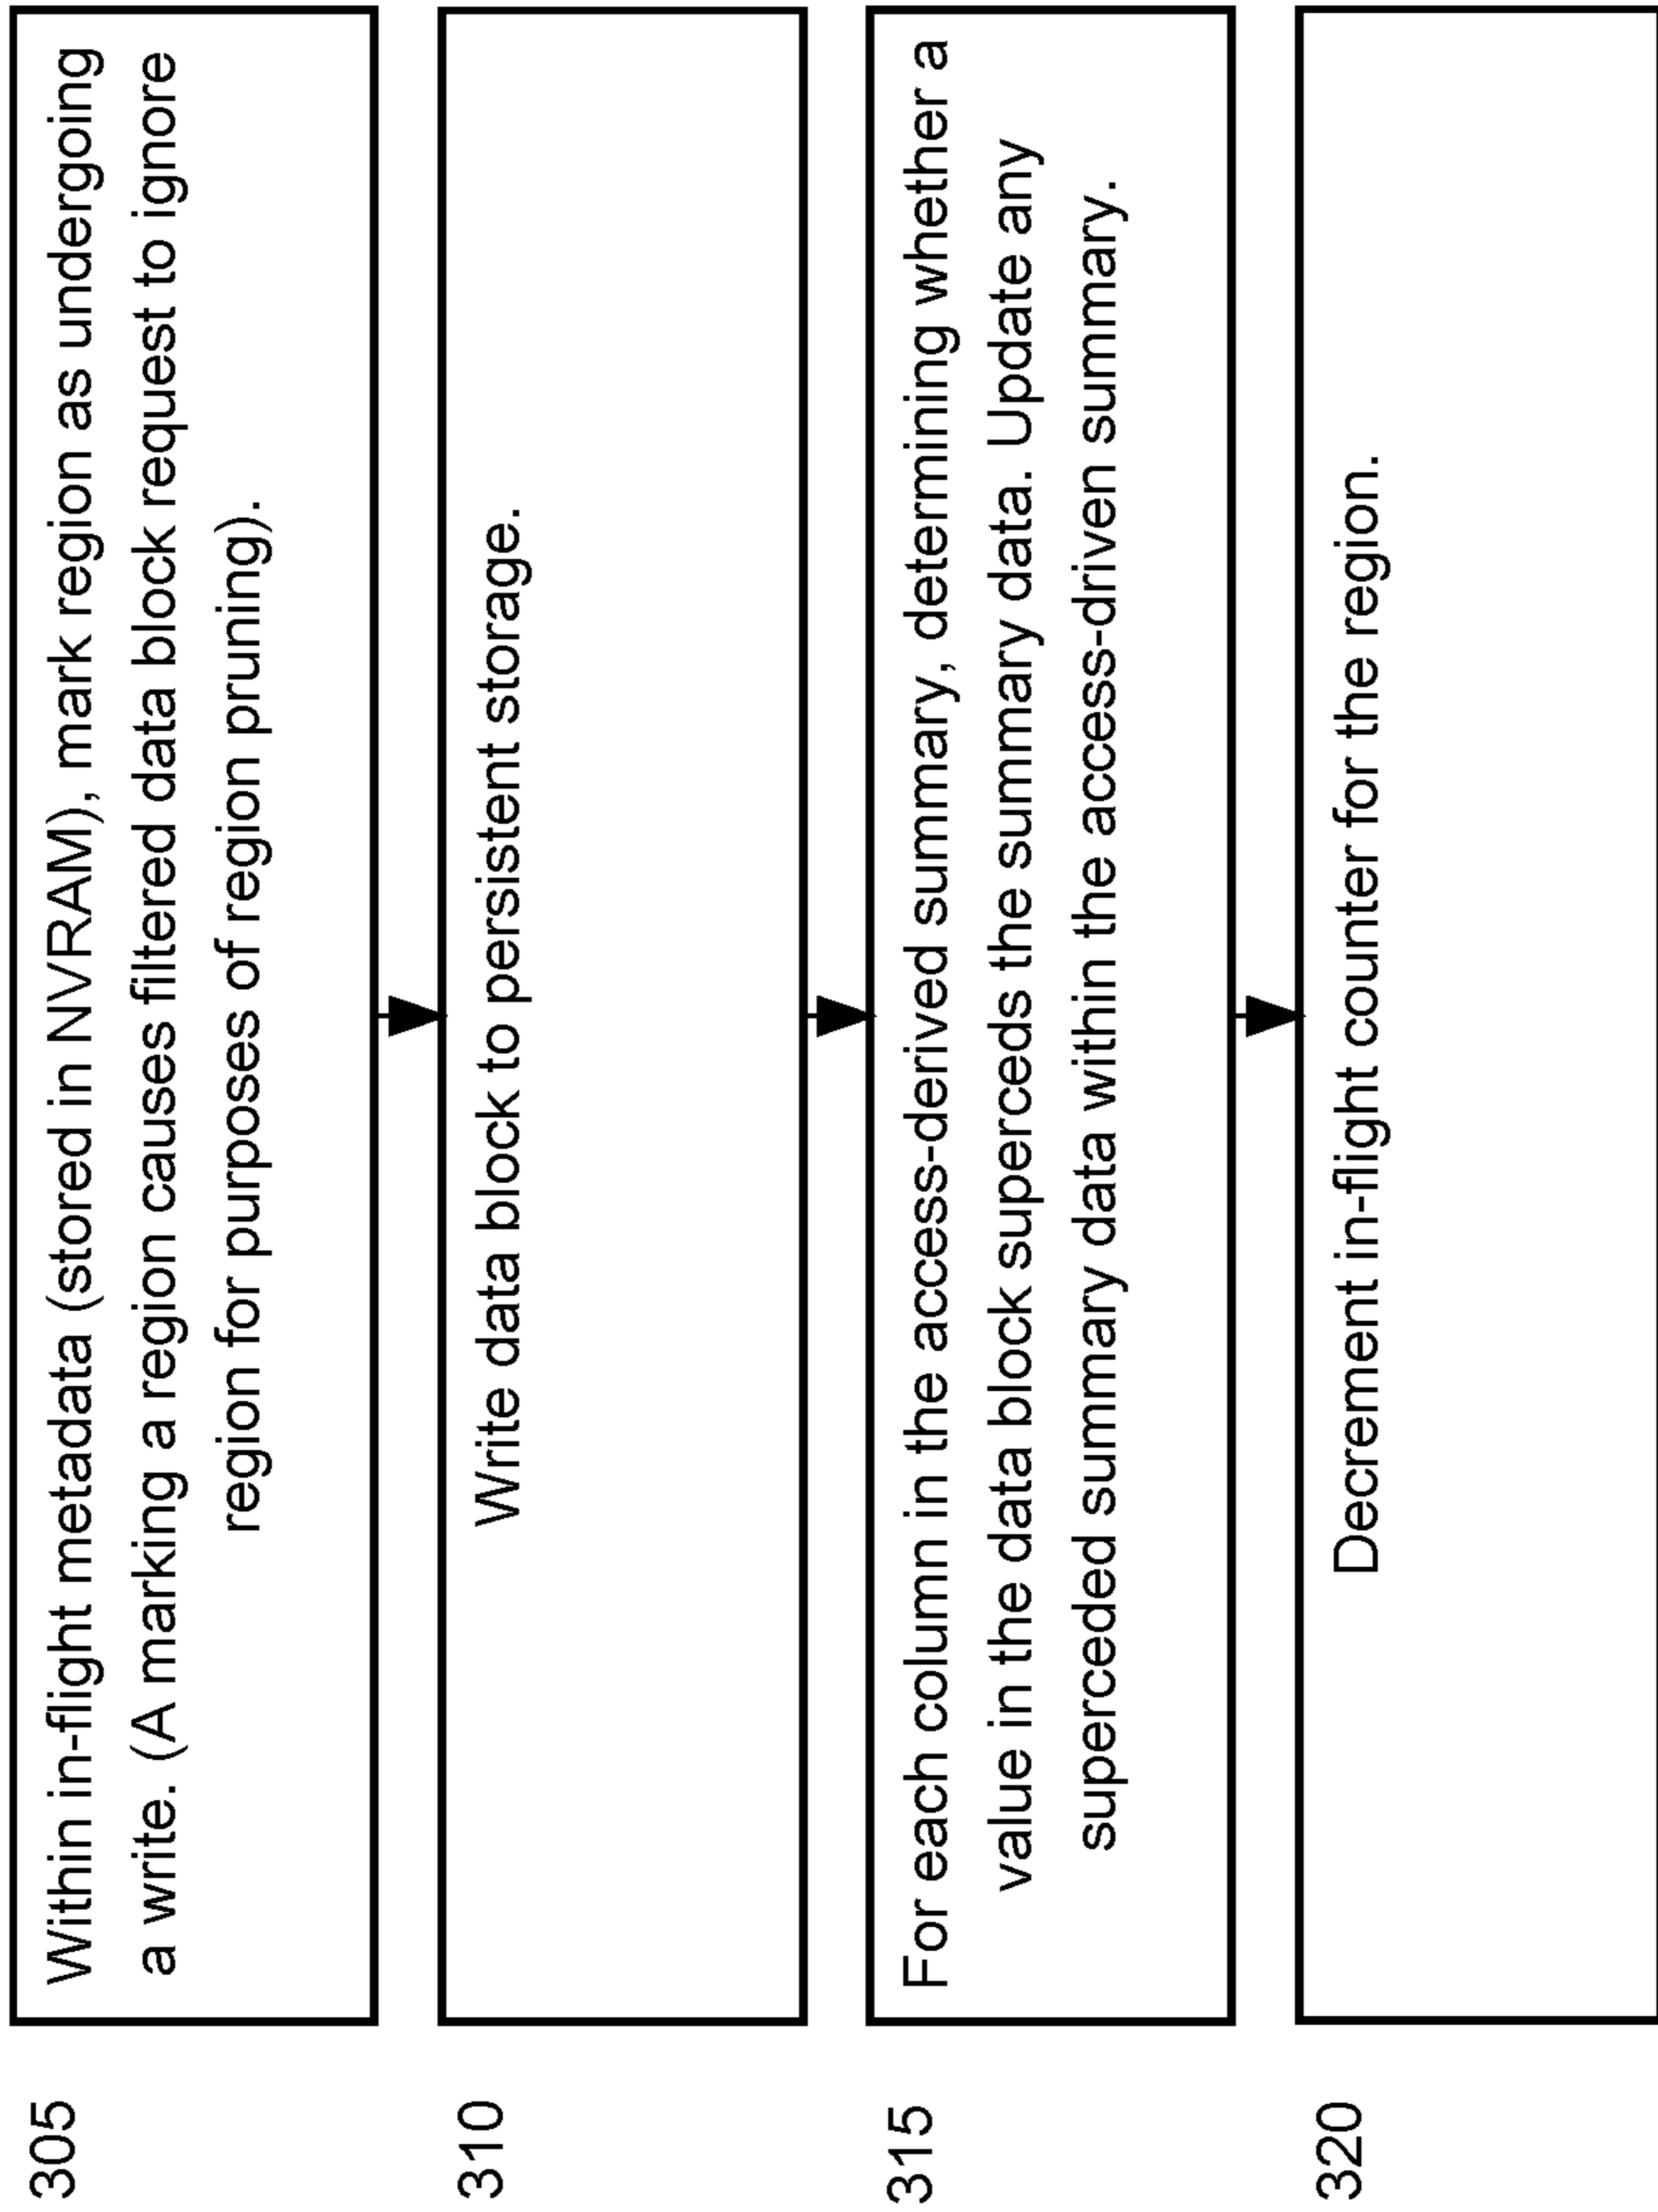 305
Within in-flight metadata (stored in NVRAM), mark region as undergoing
a write. (A marking a region causes filtered data block request to ignore
region for purposes of region pruning).
310
Write data block to persistent storage.
315
For each column in the access-derived summary, determining whether a
value in the data block superceds the summary data. Update any
superceded summary data within the access-driven summary.
320
Decrement in-flight counter for the region.